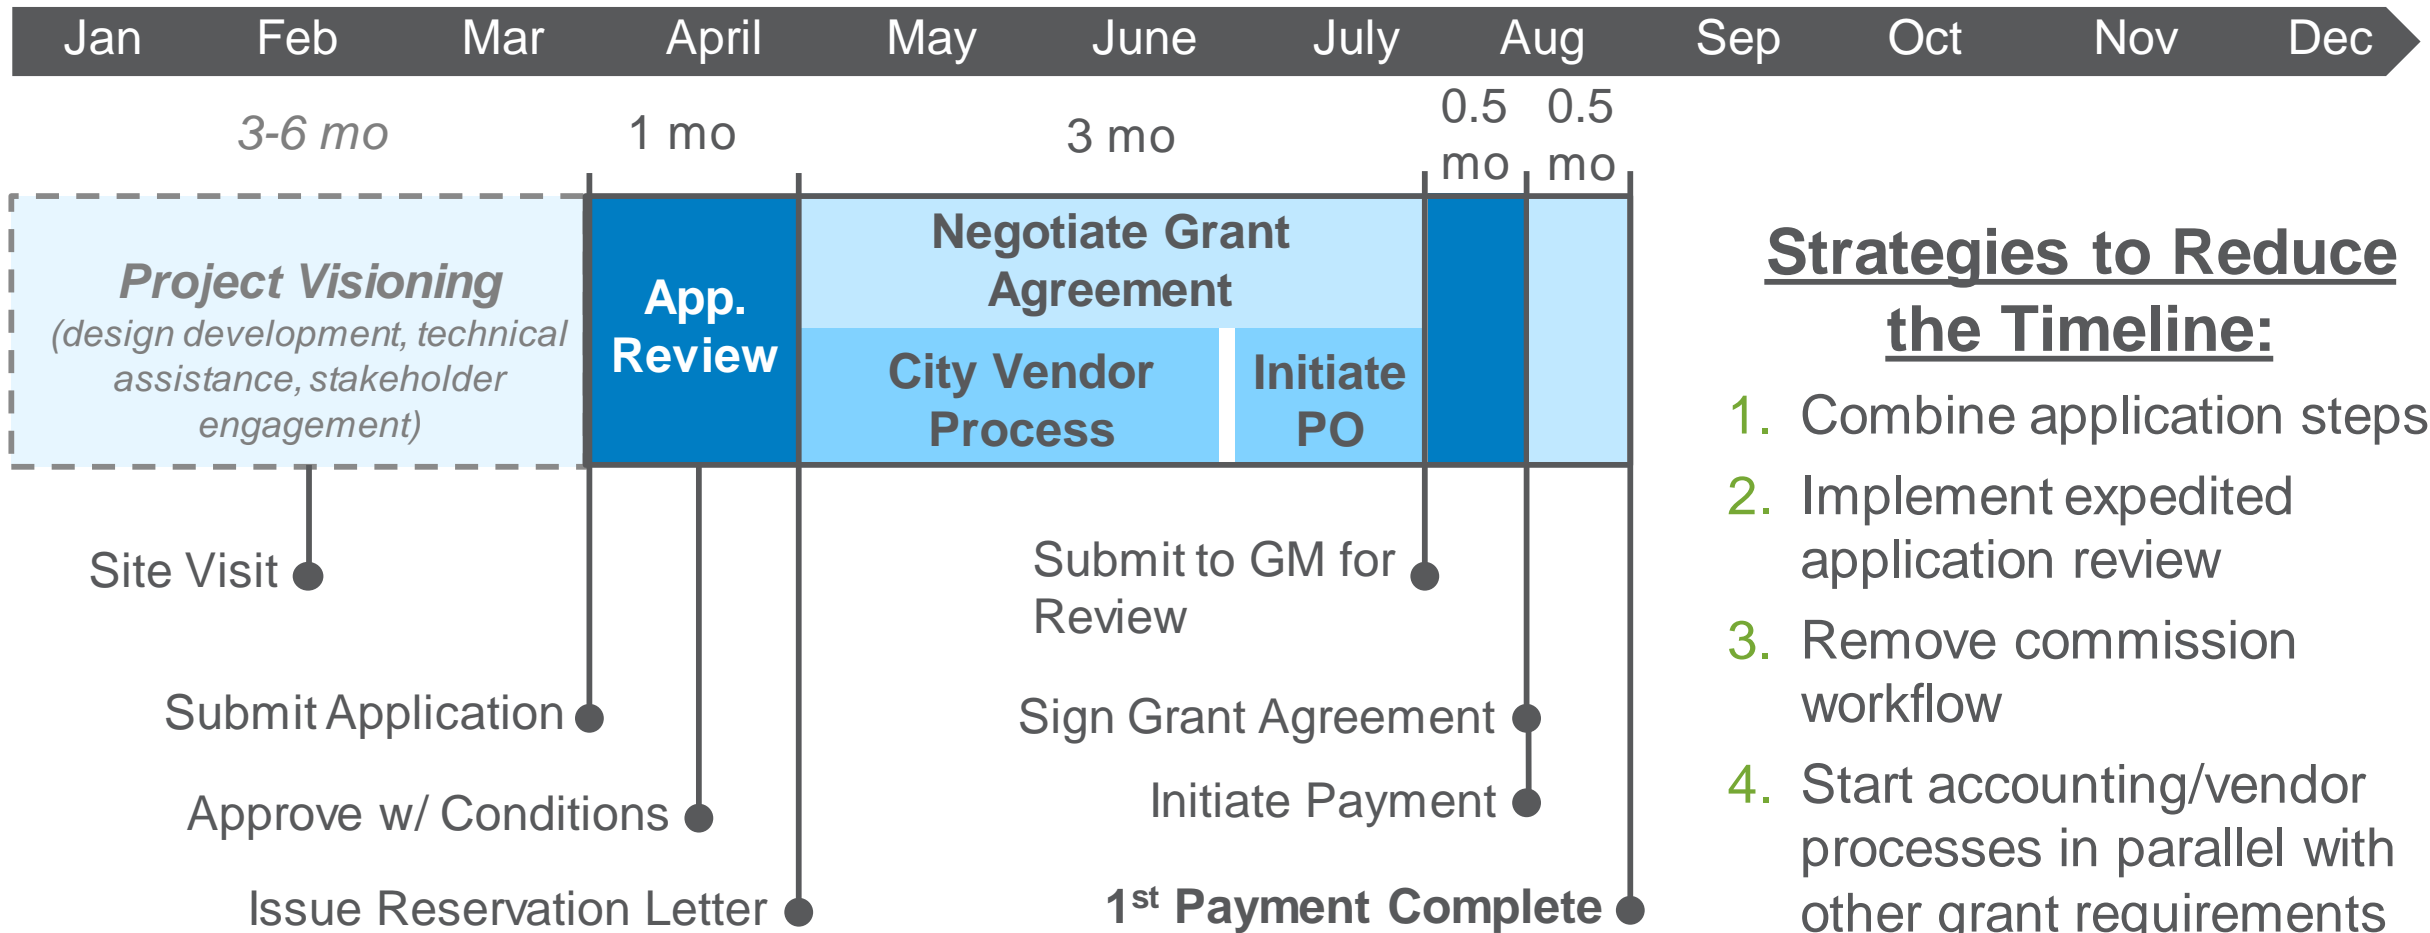 Jan Feb Mar April May June July Aug Sep Oct Nov Dec
3-6 mo
1 mo
3 mo
0.5
mo
0.5
mo
Project Visioning
(design development, technical
assistance, stakeholder
engagement)
App.
Review
Negotiate Grant
Agreement
City Vendor
Process
Initiate
PO
Site Visit
Submit Application
Approve w/ Conditions
Issue Reservation Letter
Submit to GM for
Review
Sign Grant Agreement
Initiate Payment
1st Payment Complete
Strategies to Reduce
the Timeline:
1. Combine application steps
2. Implement expedited
application review
3. Remove commission
workflow
4. Start accounting/vendor
processes in parallel with
other grant requirements